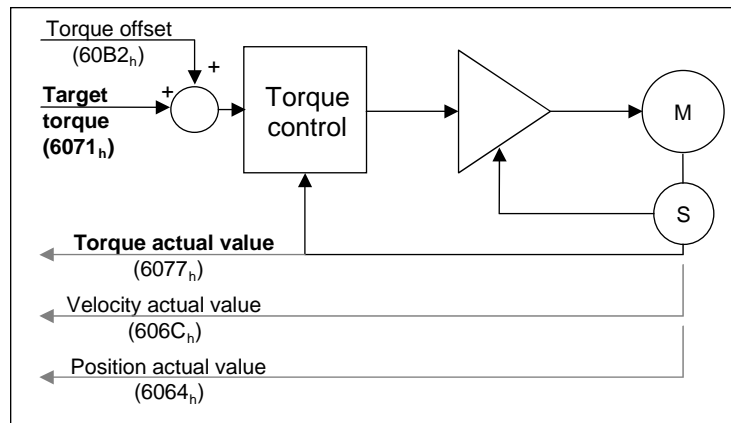 Torque offset
(60B2h)
+
+
Target
torque
(6071h)
Torque
control
M
S
Torque actual value
(6077h)
Velocity actual value
(606Ch)
Position actual value
(6064h)